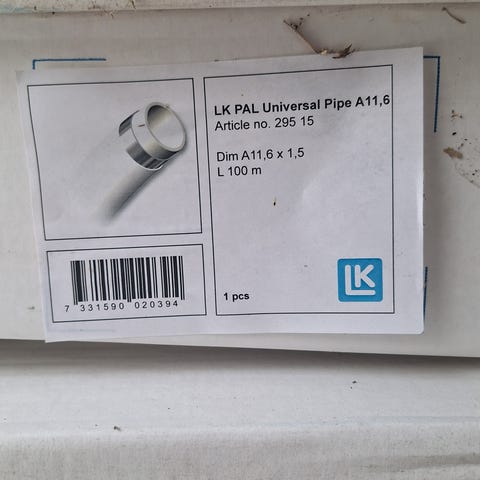 LK PAL Universal Pipe A11,6
Article no. 295 15
Dim A11,6 x 1,5
L 100 m
7 331590 020394
1 pcs
LK